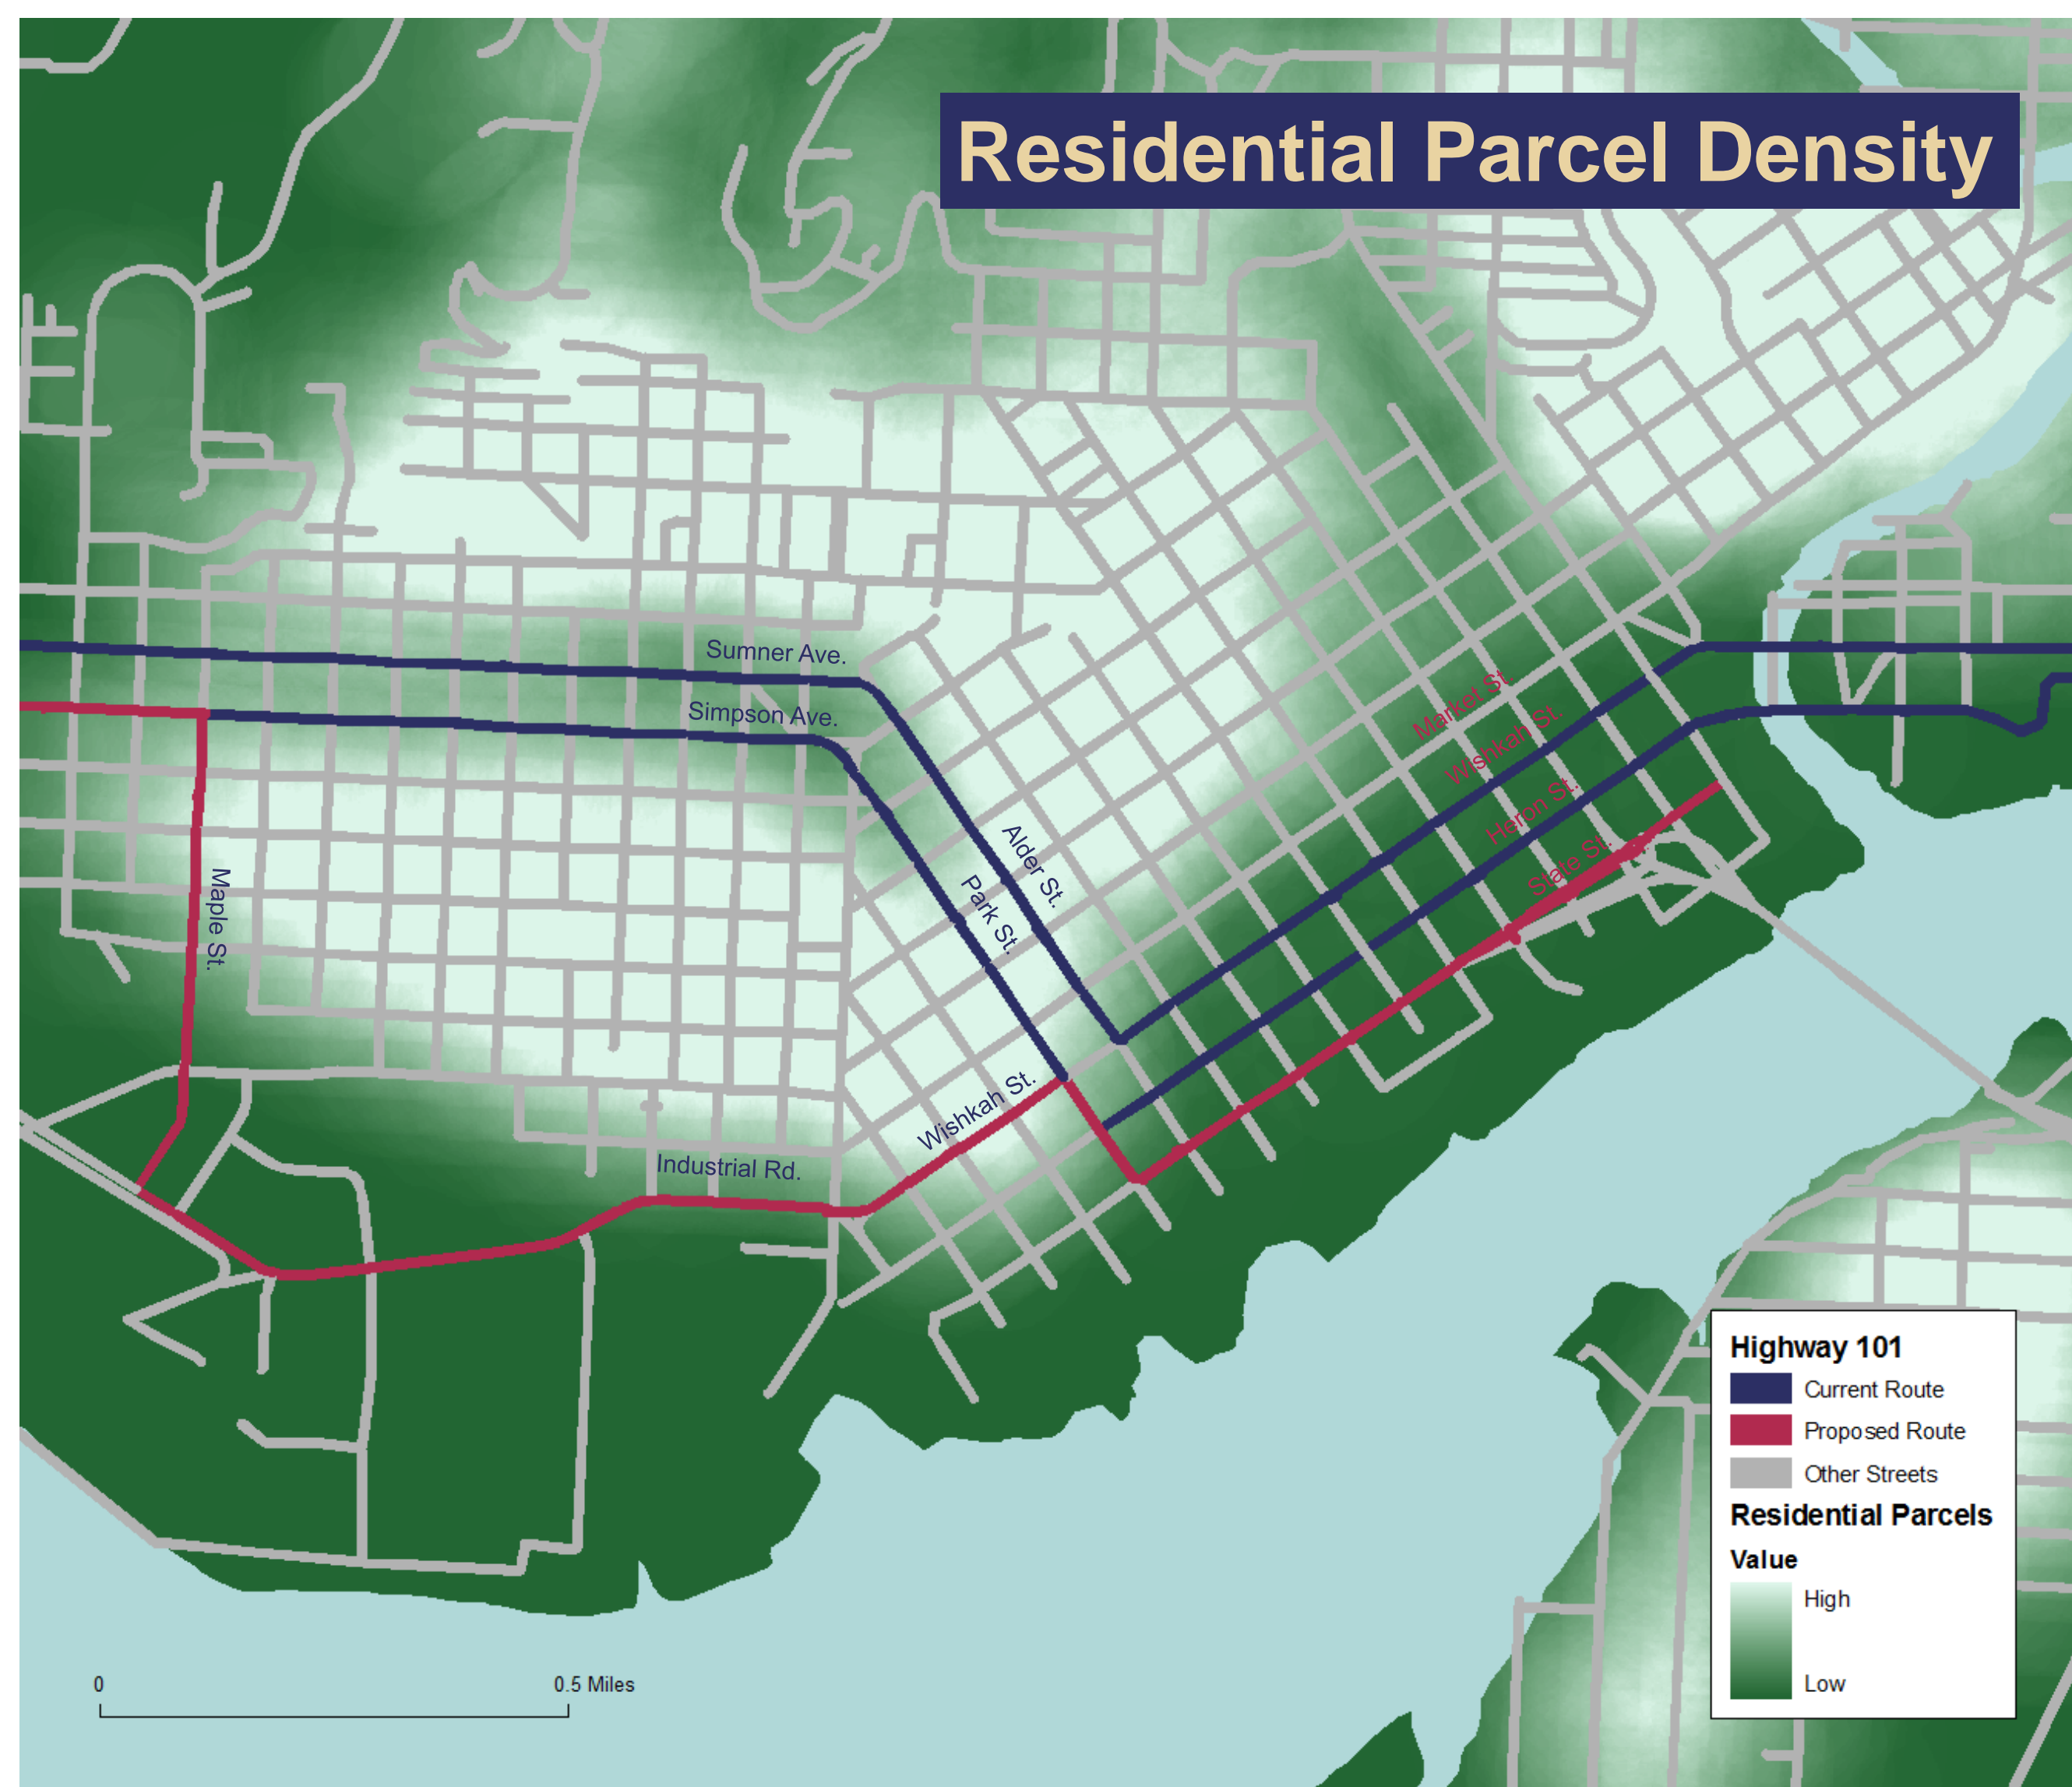 Residential Parcel Density
Sumner Ave.
Simpson Ave.
Market St.
Wishkah St.
Heron St.
State St.
Alder St.
Park St.
Maple St.
Wishkah St.
Industrial Rd.
Highway 101
Current Route
Proposed Route
Other Streets
Residential Parcels
Value
High
Low
0 0.5 Miles